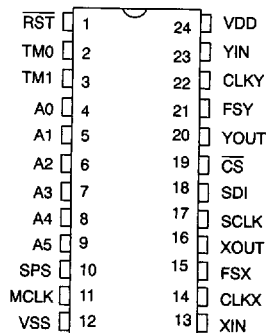 R̅S̅T̅ 1 24 VDD
TM0 2 23 YIN
TM1 3 22 CLKY
A0 4 21 FSY
A1 5 20 YOUT
A2 6 19 C̅S̅
A3 7 18 SDI
A4 8 17 SCLK
A5 9 16 XOUT
SPS 10 15 FSX
MCLK 11 14 CLKX
VSS 12 13 XIN